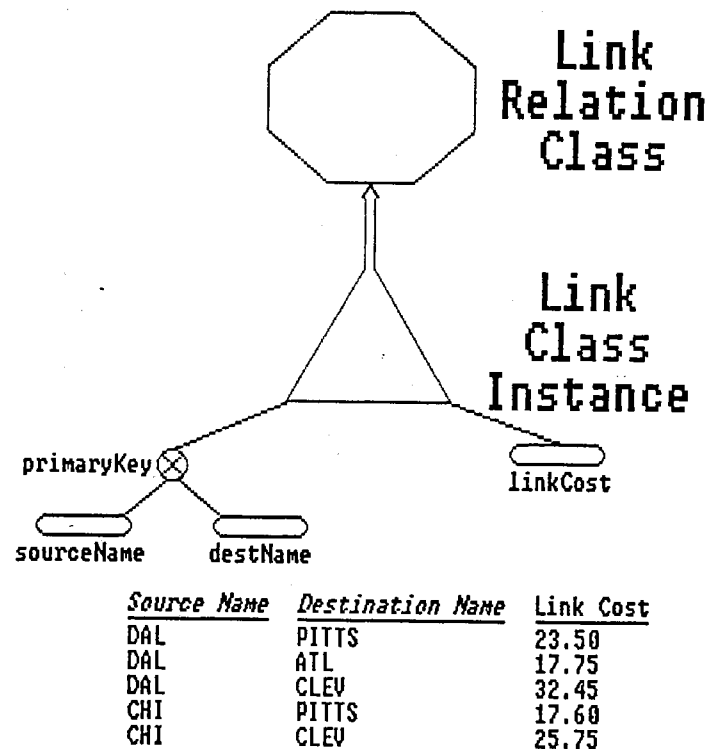 Link
Relation
Class
Link
Class
Instance
primaryKey
linkCost
sourceName destName
Source Name Destination Name Link Cost
DAL PITTS 23.50
DAL ATL 17.75
DAL CLEV 32.45
CHI PITTS 17.60
CHI CLEV 25.75